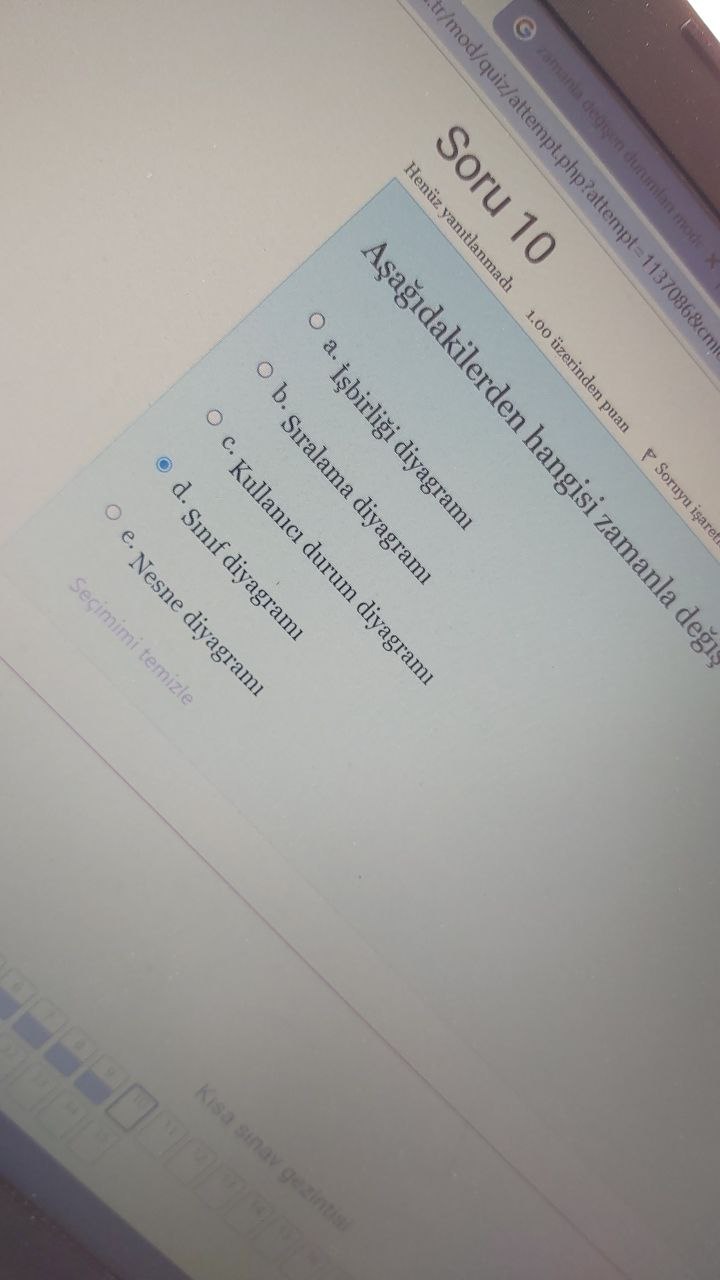 zamanla değişen durumları mod
.tr/mod/quiz/attempt.php?attempt=1137086&cmi
Soru 10
Henüz yanıtlanmadı 1.00 üzerinden puan Soruyu işaretl
Aşağıdakilerden hangisi zamanla değiş
a. İşbirliği diyagramı
b. Sıralama diyagramı
c. Kullanıcı durum diyagramı
d. Sınıf diyagramı
e. Nesne diyagramı
Seçimimi temizle
Kısa sınav gezintisi